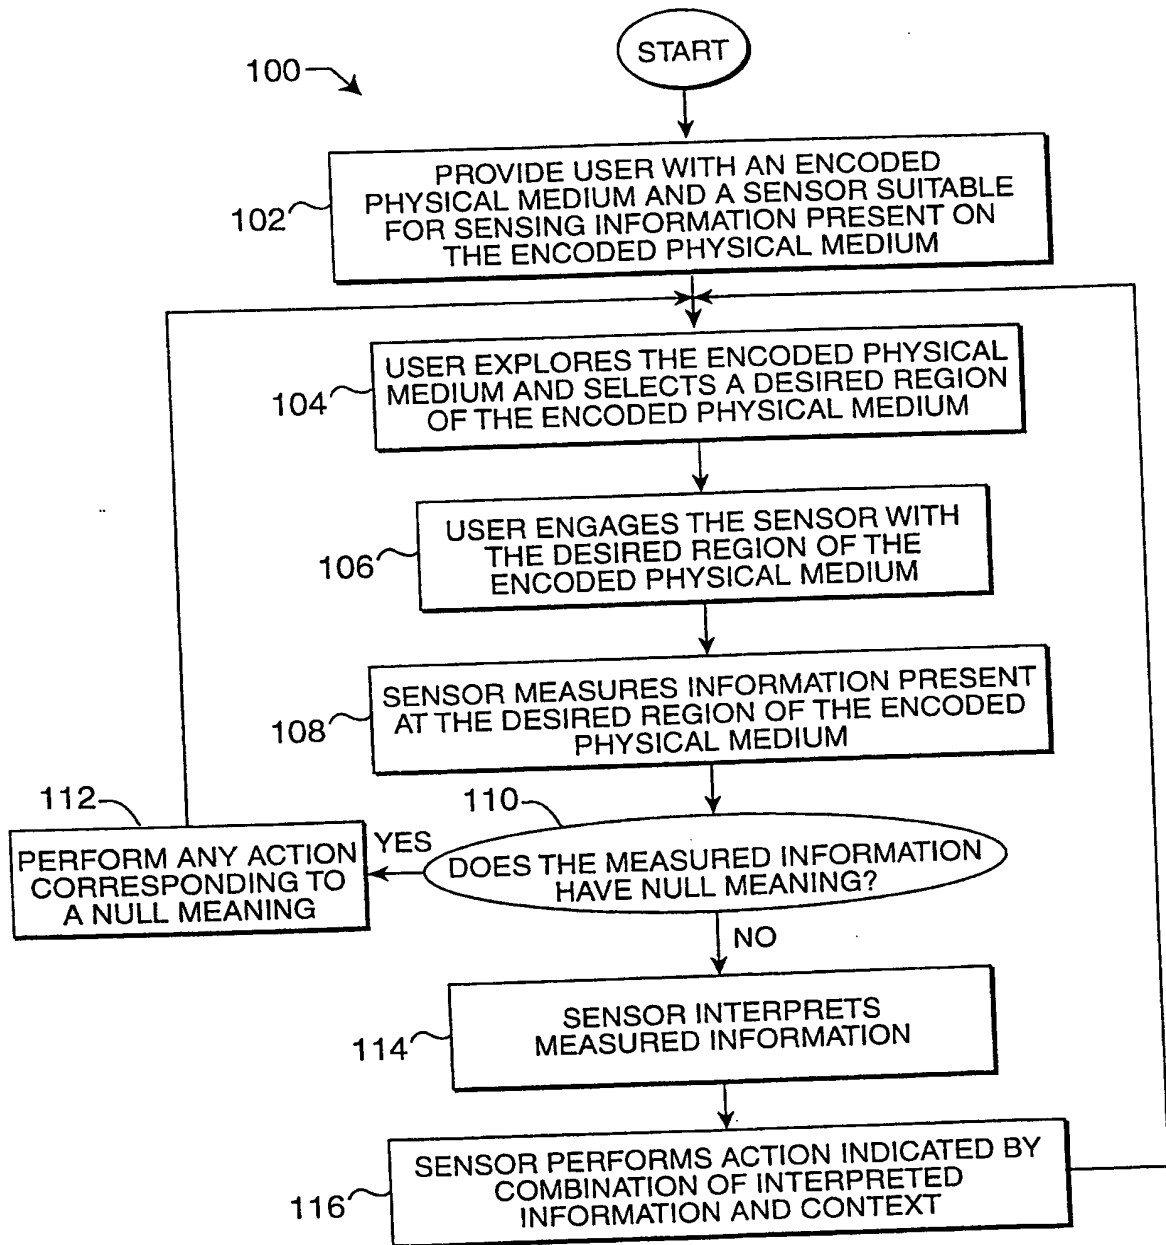 START
100
PROVIDE USER WITH AN ENCODED
PHYSICAL MEDIUM AND A SENSOR SUITABLE
FOR SENSING INFORMATION PRESENT ON
THE ENCODED PHYSICAL MEDIUM
102
USER EXPLORES THE ENCODED PHYSICAL
MEDIUM AND SELECTS A DESIRED REGION
OF THE ENCODED PHYSICAL MEDIUM
104
USER ENGAGES THE SENSOR WITH
THE DESIRED REGION OF THE
ENCODED PHYSICAL MEDIUM
106
SENSOR MEASURES INFORMATION PRESENT
AT THE DESIRED REGION OF THE ENCODED
PHYSICAL MEDIUM
108
110
DOES THE MEASURED INFORMATION
HAVE NULL MEANING?
YES
112
PERFORM ANY ACTION
CORRESPONDING TO
A NULL MEANING
NO
SENSOR INTERPRETS
MEASURED INFORMATION
114
SENSOR PERFORMS ACTION INDICATED BY
COMBINATION OF INTERPRETED
INFORMATION AND CONTEXT
116